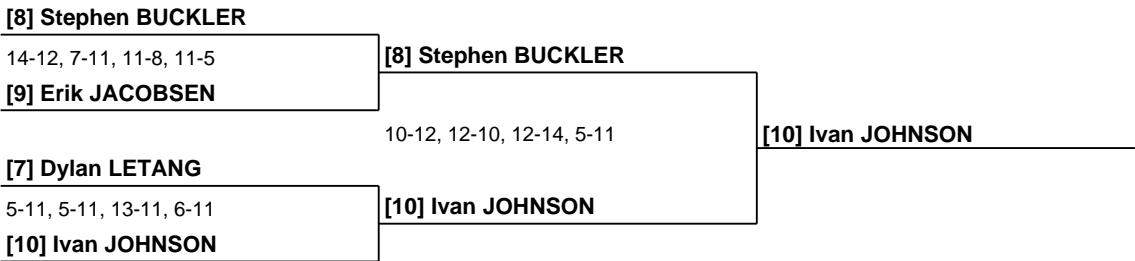 [8] Stephen BUCKLER
14-12, 7-11, 11-8, 11-5
[9] Erik JACOBSEN
[8] Stephen BUCKLER
10-12, 12-10, 12-14, 5-11
[10] Ivan JOHNSON
[7] Dylan LETANG
5-11, 5-11, 13-11, 6-11
[10] Ivan JOHNSON
[10] Ivan JOHNSON